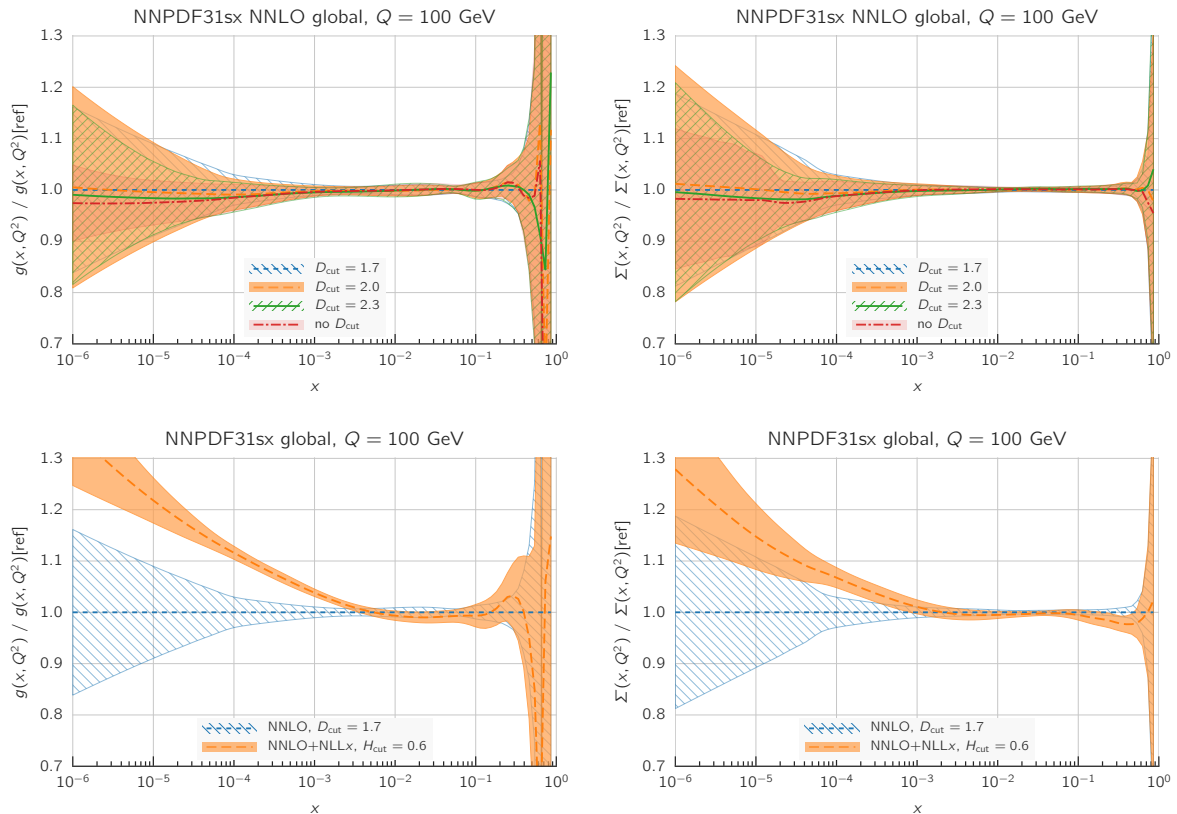 NNPDF31sx NNLO global, Q = 100 GeV
g(x, Q²) / g(x, Q²)[ref]
1.3
1.2
1.1
1.0
0.9
0.8
0.7
D_cut = 1.7
D_cut = 2.0
D_cut = 2.3
no D_cut
10⁻⁶ 10⁻⁵ 10⁻⁴ 10⁻³ 10⁻² 10⁻¹ 10⁰
x
NNPDF31sx NNLO global, Q = 100 GeV
Σ(x, Q²) / Σ(x, Q²)[ref]
1.3
1.2
1.1
1.0
0.9
0.8
0.7
D_cut = 1.7
D_cut = 2.0
D_cut = 2.3
no D_cut
10⁻⁶ 10⁻⁵ 10⁻⁴ 10⁻³ 10⁻² 10⁻¹ 10⁰
x
NNPDF31sx global, Q = 100 GeV
g(x, Q²) / g(x, Q²)[ref]
1.3
1.2
1.1
1.0
0.9
0.8
0.7
NNLO, D_cut = 1.7
NNLO+NLLx, H_cut = 0.6
10⁻⁶ 10⁻⁵ 10⁻⁴ 10⁻³ 10⁻² 10⁻¹ 10⁰
x
NNPDF31sx global, Q = 100 GeV
Σ(x, Q²) / Σ(x, Q²)[ref]
1.3
1.2
1.1
1.0
0.9
0.8
0.7
NNLO, D_cut = 1.7
NNLO+NLLx, H_cut = 0.6
10⁻⁶ 10⁻⁵ 10⁻⁴ 10⁻³ 10⁻² 10⁻¹ 10⁰
x